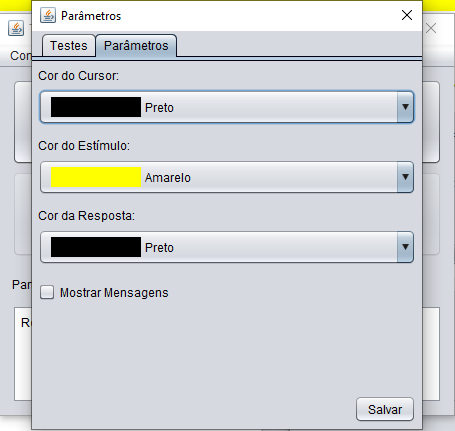 Parâmetros
Testes Parâmetros
Cor do Cursor:
Preto
Cor do Estímulo:
Amarelo
Cor da Resposta:
Preto
Mostrar Mensagens
Salvar